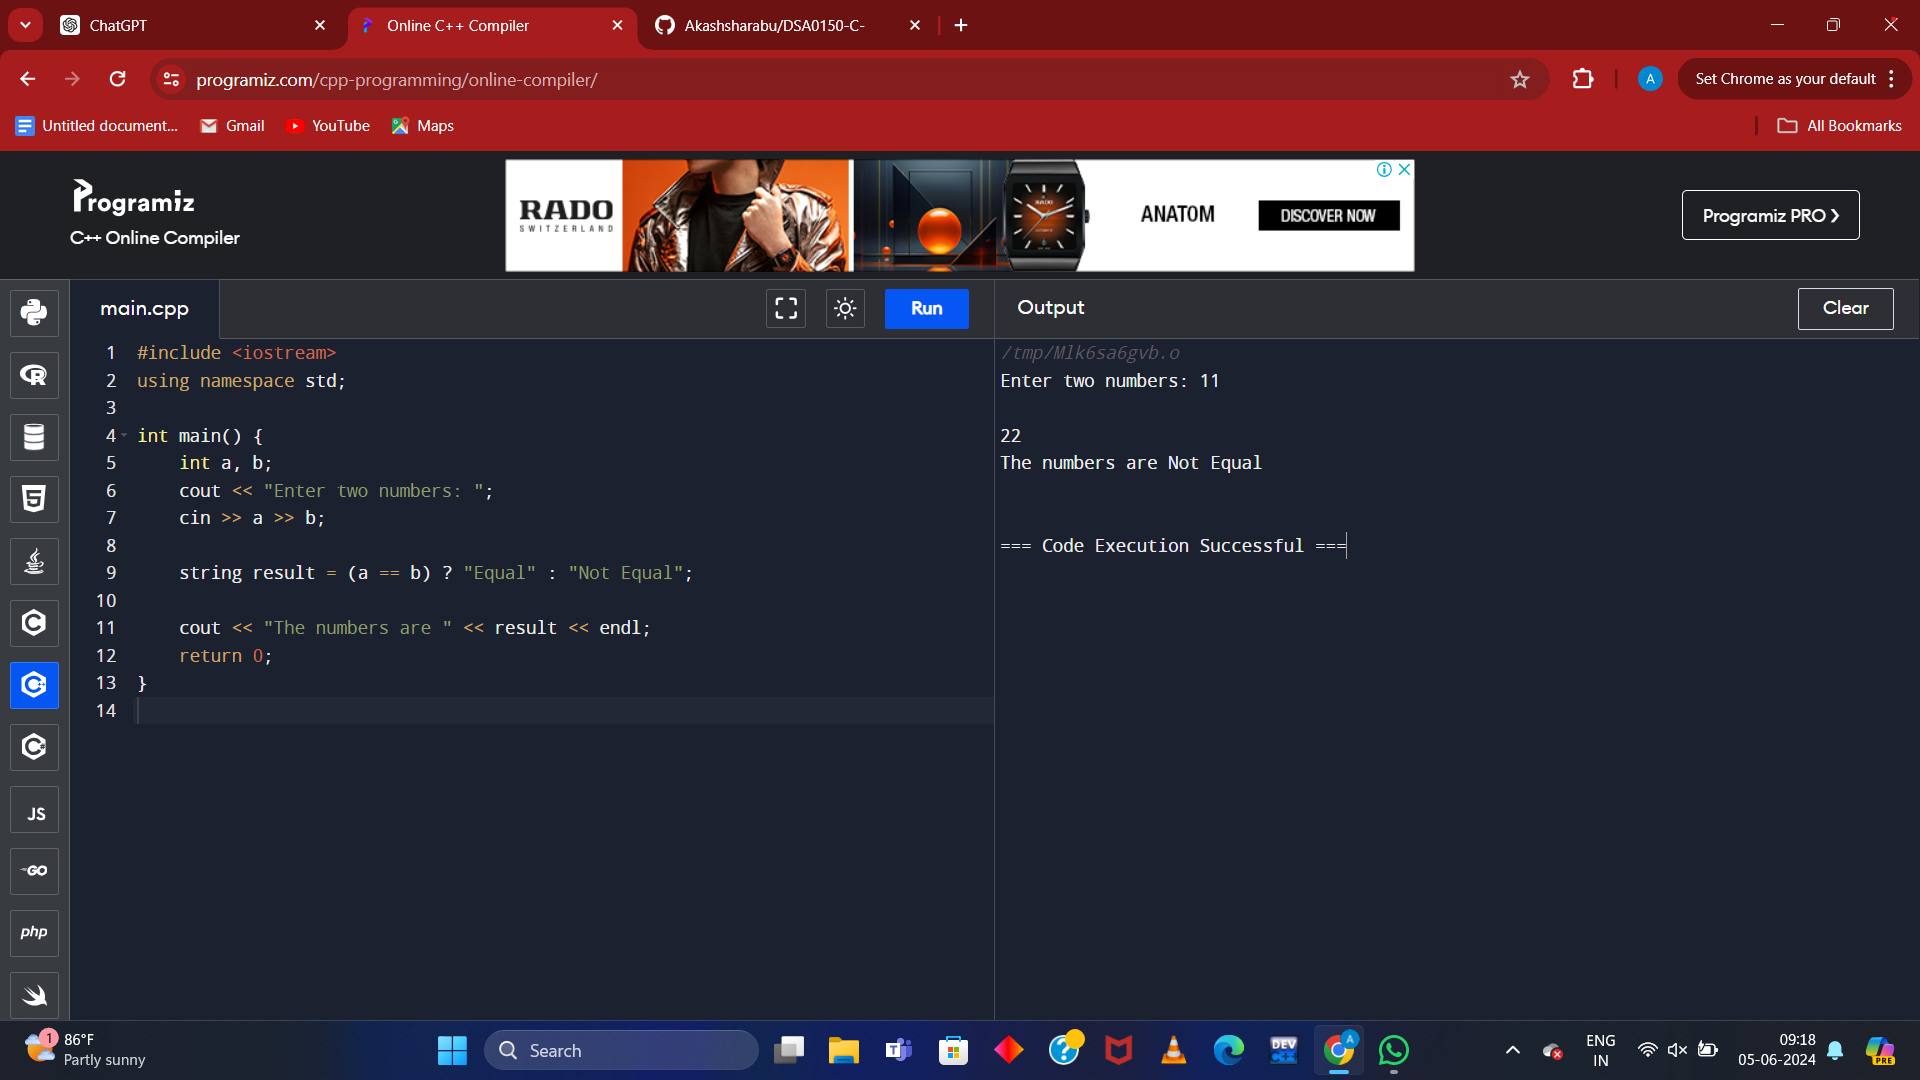 ChatGPT
Online C++ Compiler
Akashsharabu/DSA0150-C-
programiz.com/cpp-programming/online-compiler/
A
Set Chrome as your default
Untitled document...
Gmail
YouTube
Maps
All Bookmarks
Programiz
C++ Online Compiler
RADO
SWITZERLAND
ANATOM
DISCOVER NOW
Programiz PRO ❯
main.cpp
Run
Output
Clear
1 #include <iostream>
2 using namespace std;
3
4 int main() {
5     int a, b;
6     cout << "Enter two numbers: ";
7     cin >> a >> b;
8
9     string result = (a == b) ? "Equal" : "Not Equal";
10
11     cout << "The numbers are " << result << endl;
12     return 0;
13 }
14
/tmp/Mlk6sa6gvb.o
Enter two numbers: 11
22
The numbers are Not Equal
=== Code Execution Successful ===
JS
GO
php
1
86°F
Partly sunny
Search
DEV
A
ENG
IN
09:18
05-06-2024
PRE